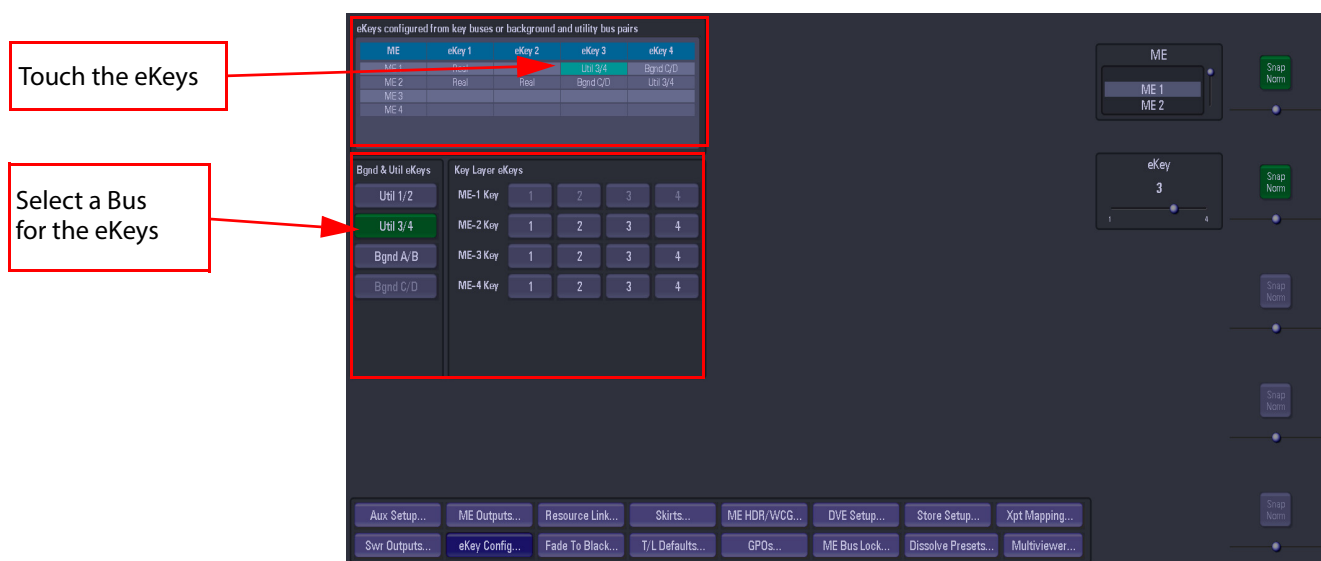 Touch the eKeys
Select a Bus
for the eKeys
eKeys configured from key buses or background and utility bus pairs
ME eKey 1 eKey 2 eKey 3 eKey 4
ME 1 Real Util 3/4 Bgnd C/D
ME 2 Real Real Bgnd C/D Util 3/4
ME 3
ME 4
Bgnd & Util eKeys
Util 1/2
Util 3/4
Bgnd A/B
Bgnd C/D
Key Layer eKeys
ME-1 Key 1 2 3 4
ME-2 Key 1 2 3 4
ME-3 Key 1 2 3 4
ME-4 Key 1 2 3 4
ME
ME 1
ME 2
Snap
Norm
eKey
3
1 4
Snap
Norm
Snap
Norm
Snap
Norm
Snap
Norm
Aux Setup... ME Outputs... Resource Link... Skirts... ME HDR/WCG... DVE Setup... Store Setup... Xpt Mapping...
Swr Outputs... eKey Config... Fade To Black... T/L Defaults... GPOs... ME Bus Lock... Dissolve Presets... Multiviewer...